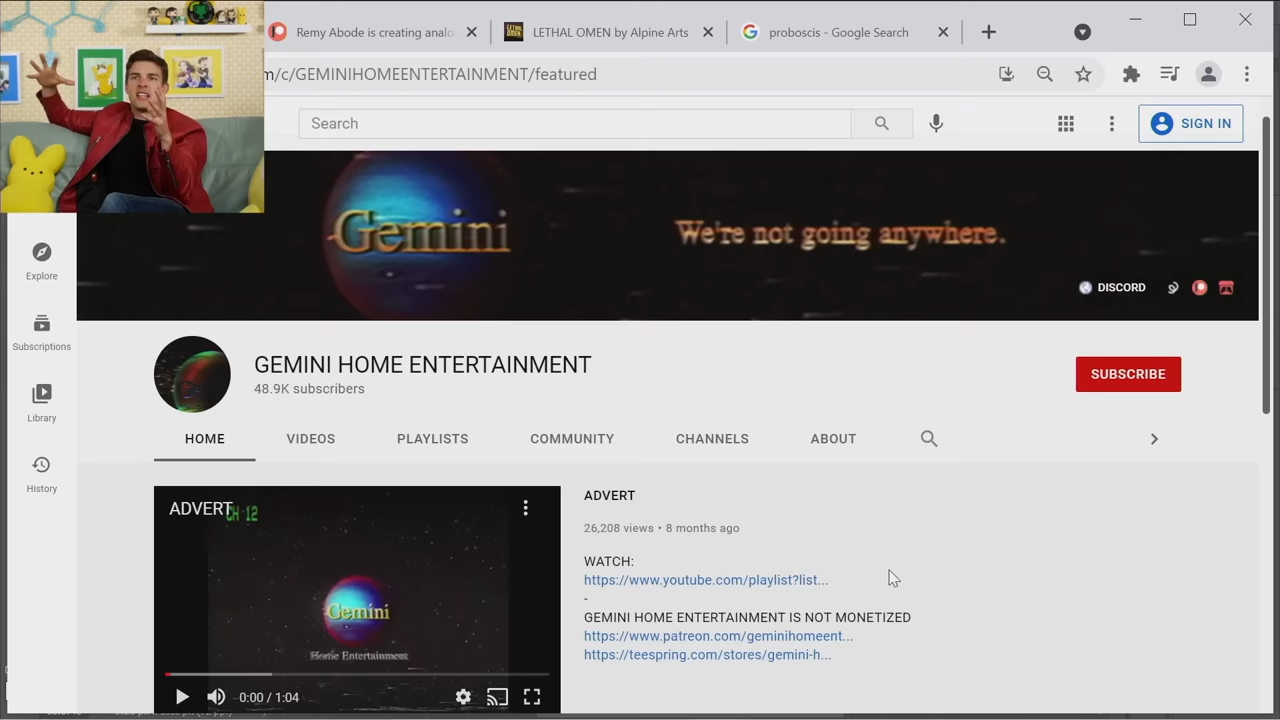 Remy Abode is creating analo
LETHAL OMEN by Alpine Arts
proboscis - Google Search
m/c/GEMINIHOMEENTERTAINMENT/featured
Search
SIGN IN
Gemini
We're not going anywhere.
DISCORD
Explore
Subscriptions
Library
History
GEMINI HOME ENTERTAINMENT
48.9K subscribers
SUBSCRIBE
HOME VIDEOS PLAYLISTS COMMUNITY CHANNELS ABOUT
ADVERT
CH-12
Gemini
Home Entertainment
0:00 / 1:04
ADVERT
26,208 views • 8 months ago
WATCH:
https://www.youtube.com/playlist?list...
-
GEMINI HOME ENTERTAINMENT IS NOT MONETIZED
https://www.patreon.com/geminihomeent...
https://teespring.com/stores/gemini-h...